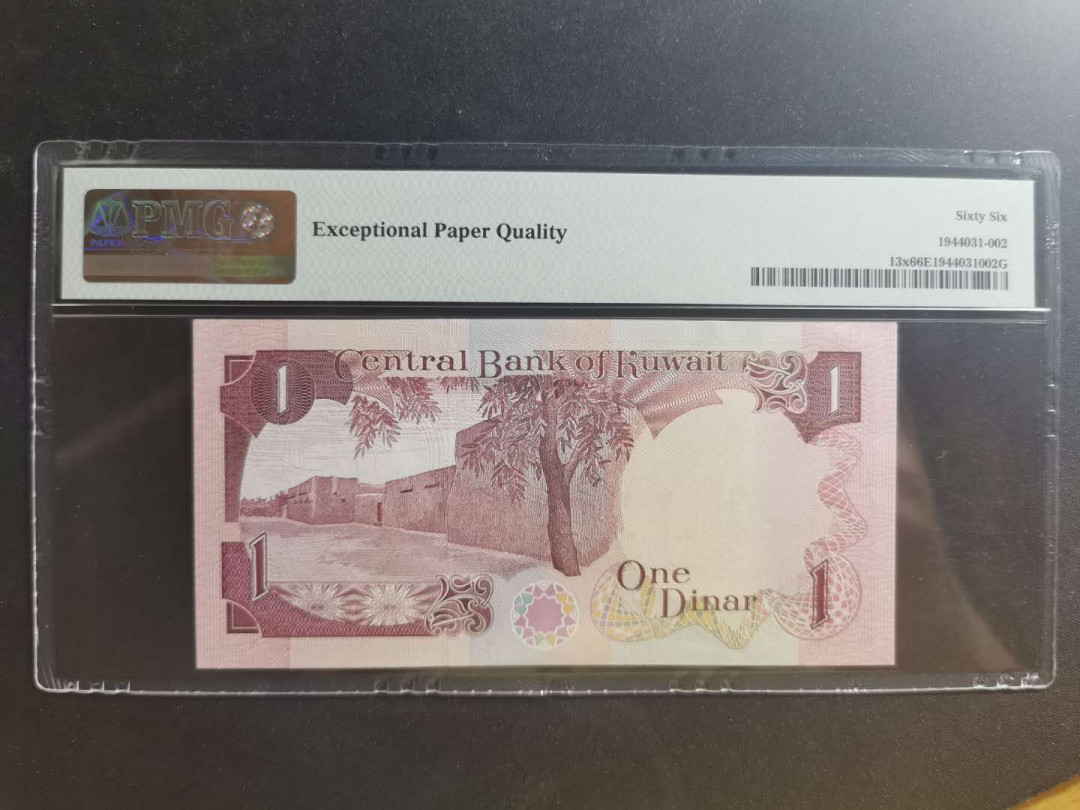 PMG
PAPER
Exceptional Paper Quality
Sixty Six
1944031-002
13x66E1944031002G
1 Central Bank of Kuwait 1
1
One
Dinar
1